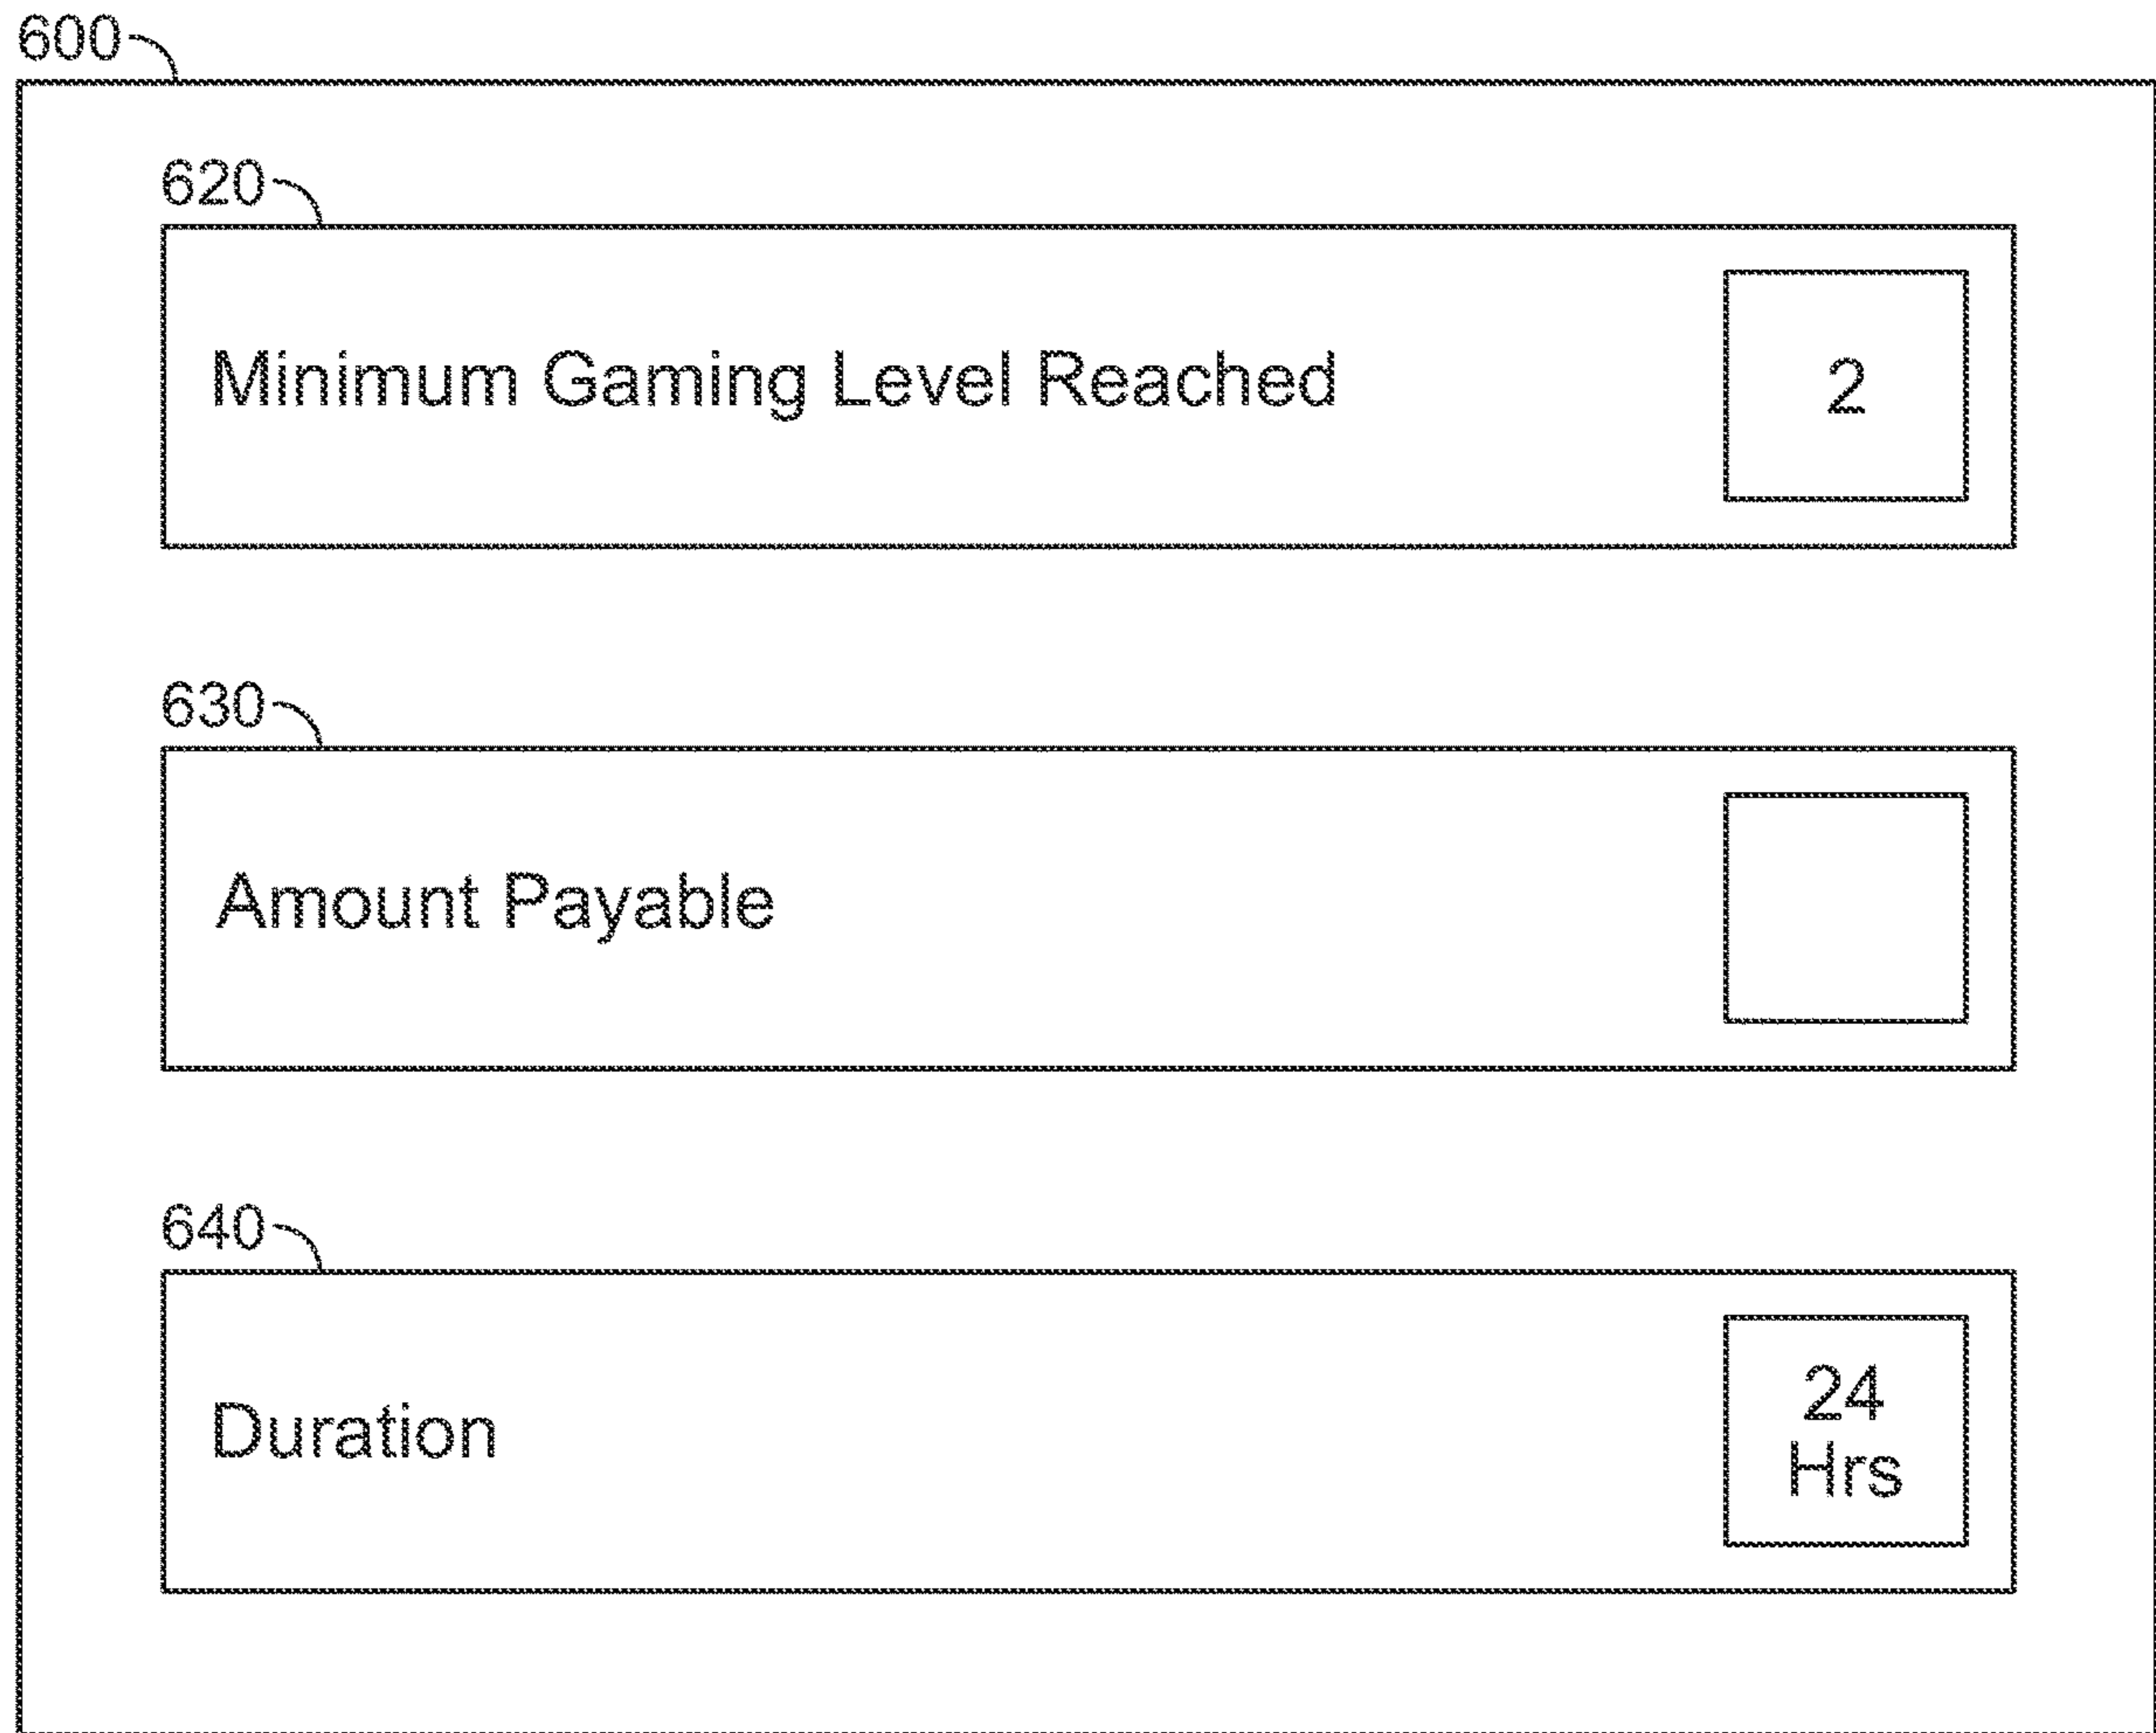 600
620
Minimum Gaming Level Reached 2
630
Amount Payable
640
Duration 24 Hrs